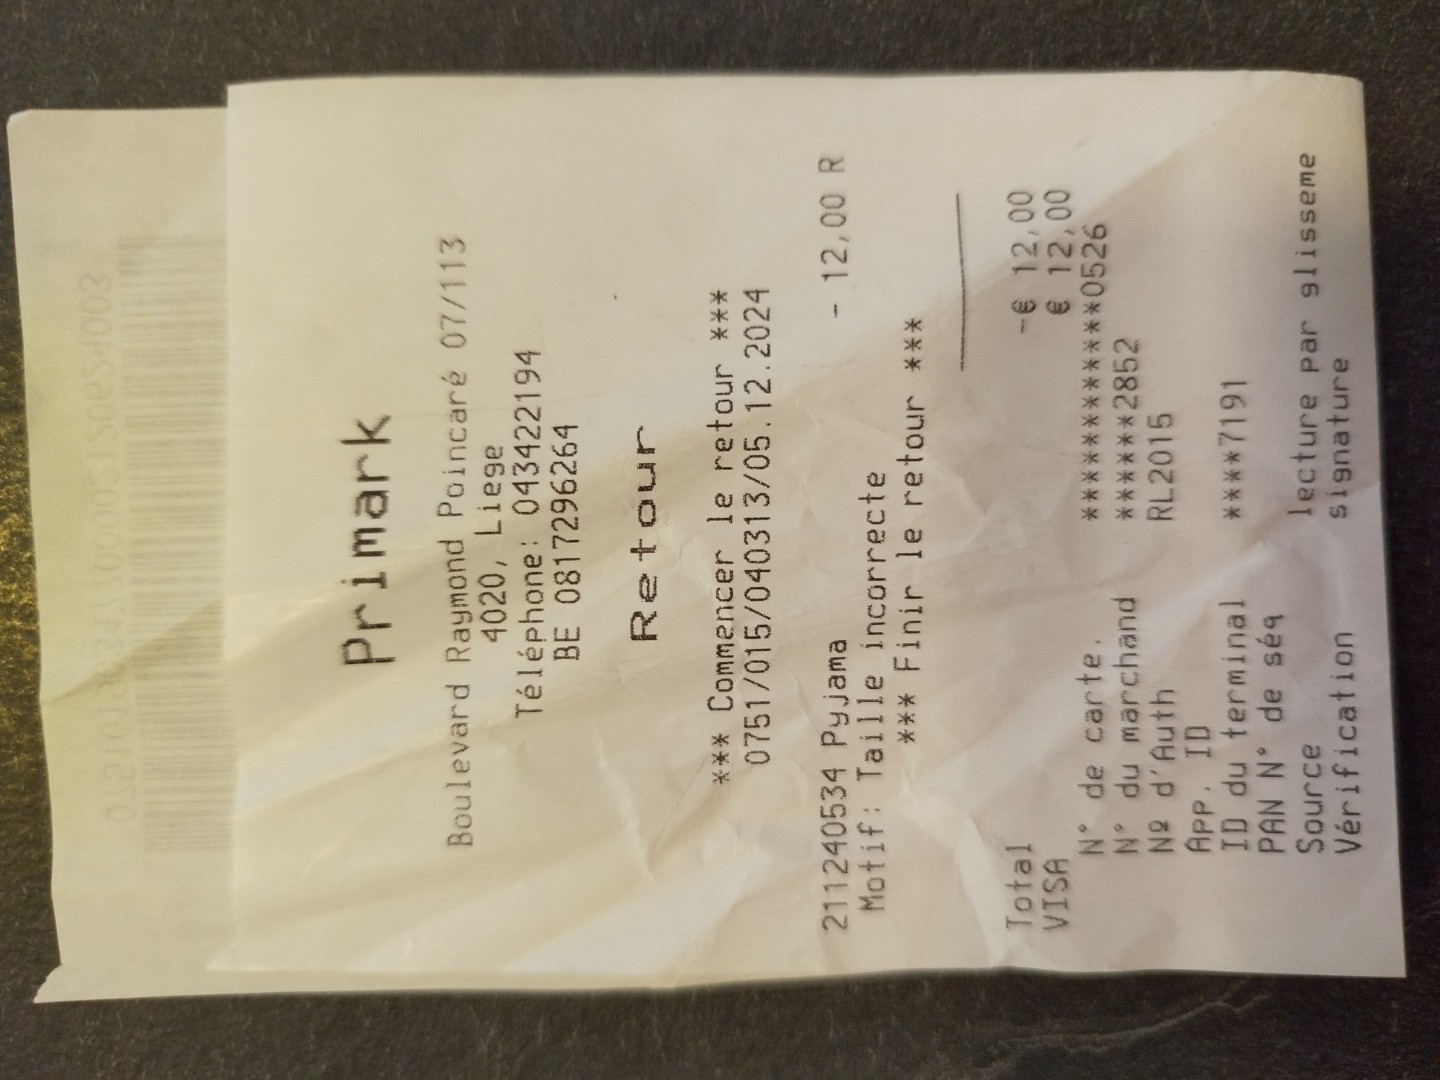 Primark
Boulevard Raymond Poincaré 07/113
4020, Liege
Téléphone: 043422194
BE 0817296264
Retour
*** Commencer le retour ***
0751/015/040313/05.12.2024
211240534 Pyjama - 12,00 R
Motif: Taille incorrecte
*** Finir le retour ***
Total -€ 12,00
VISA € 12,00
N° de carte. ************0526
N° du marchand ******2852
Nº d'Auth RL2015
App. ID
ID du terminal ****7191
PAN N° de séq
Source lecture par glisseme
Vérification signature